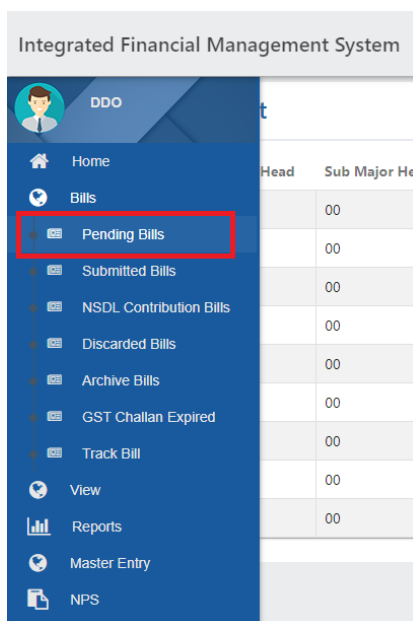 Integrated Financial Management System
DDO
t
Home
Head Sub Major He
Bills
00
Pending Bills
00
Submitted Bills
00
NSDL Contribution Bills
00
Discarded Bills
00
Archive Bills
00
GST Challan Expired
00
Track Bill
00
View
00
Reports
Master Entry
NPS